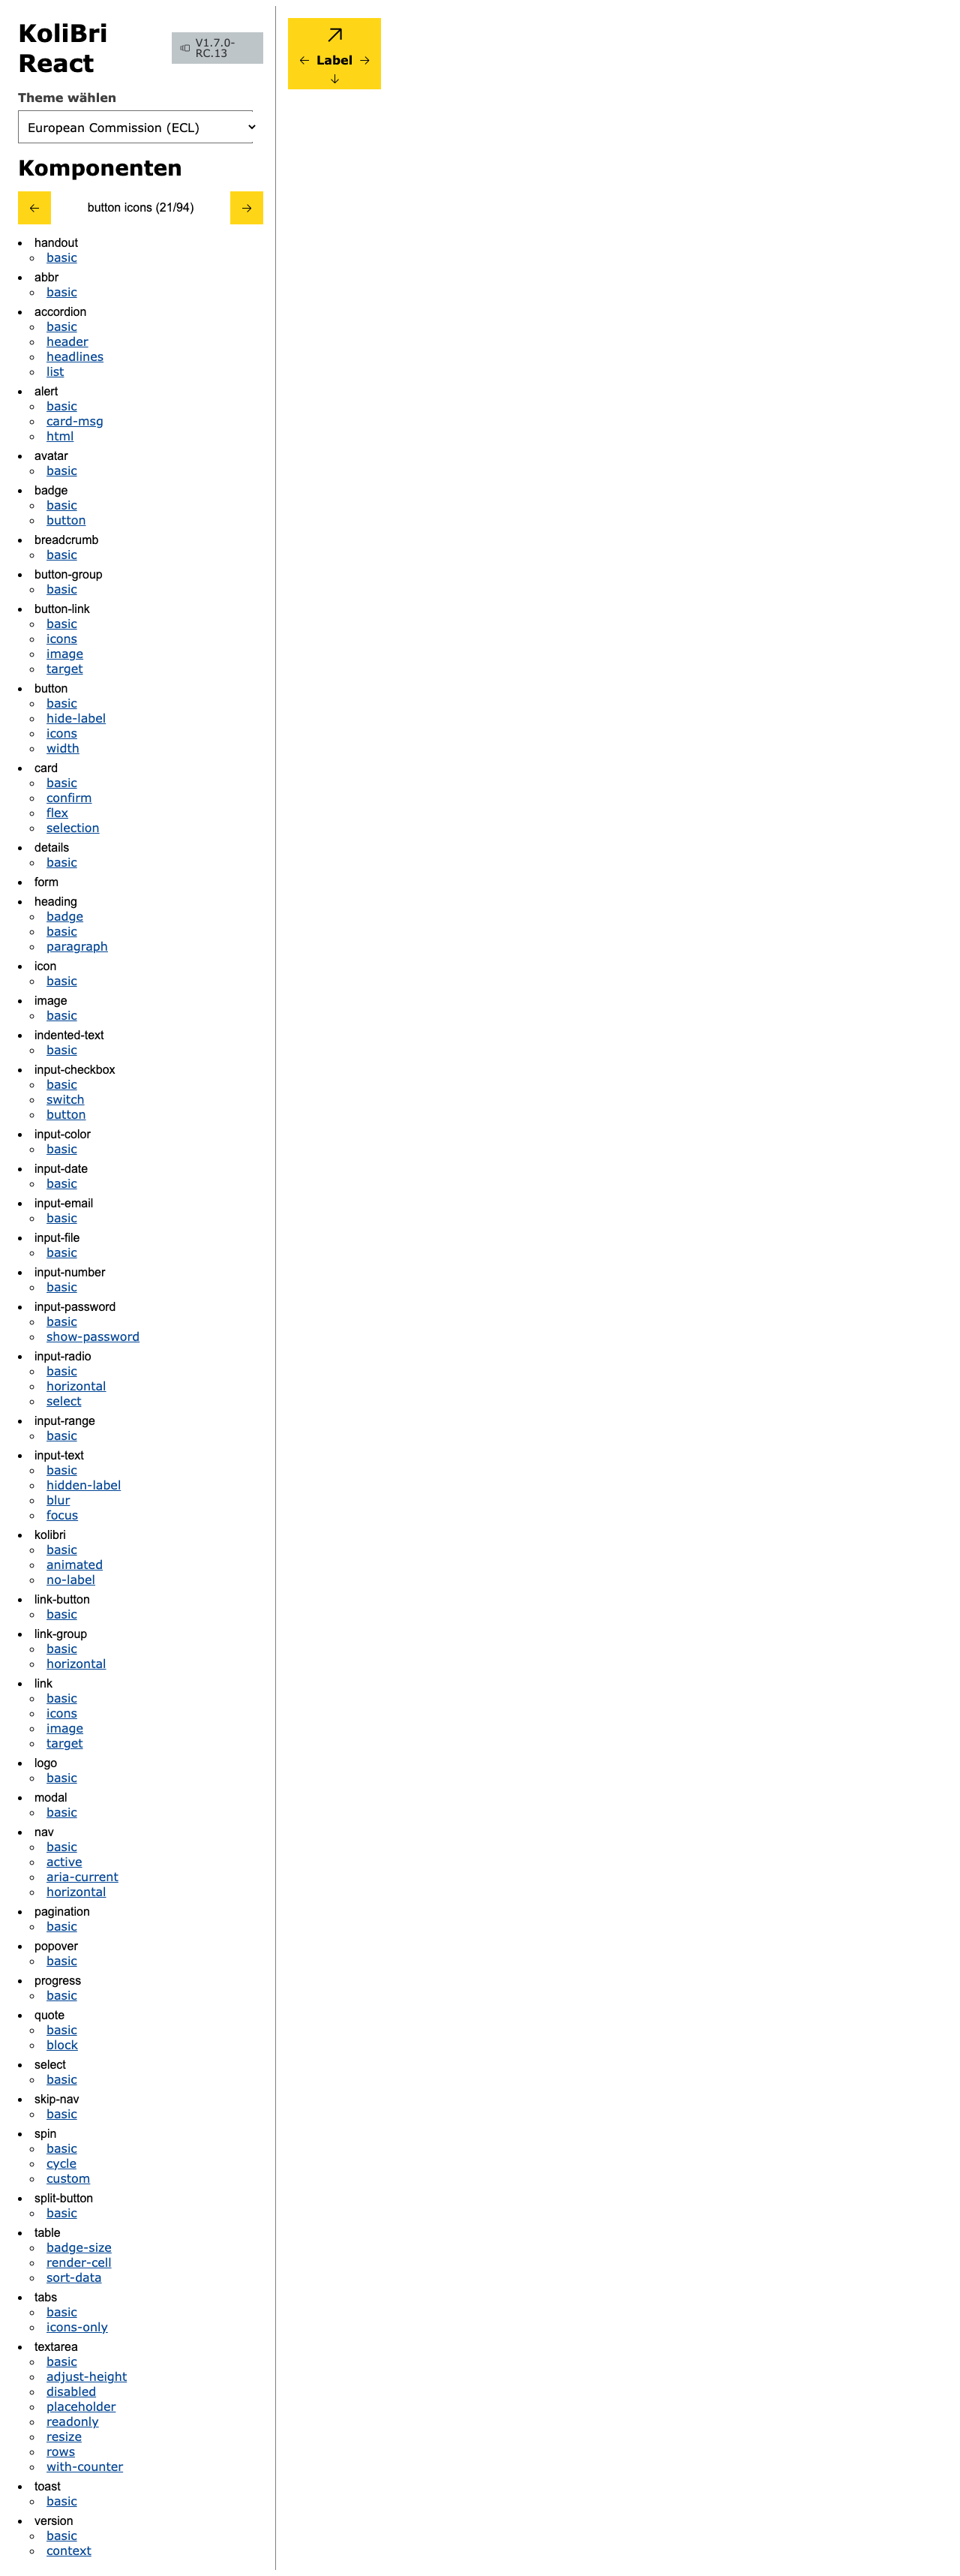 KoliBri
React
V1.7.0-
RC.13
Theme wählen
European Commission (ECL)
Komponenten
← button icons (21/94) →
handout
basic
abbr
basic
accordion
basic
header
headlines
list
alert
basic
card-msg
html
avatar
basic
badge
basic
button
breadcrumb
basic
button-group
basic
button-link
basic
icons
image
target
button
basic
hide-label
icons
width
card
basic
confirm
flex
selection
details
basic
form
heading
badge
basic
paragraph
icon
basic
image
basic
indented-text
basic
input-checkbox
basic
switch
button
input-color
basic
input-date
basic
input-email
basic
input-file
basic
input-number
basic
input-password
basic
show-password
input-radio
basic
horizontal
select
input-range
basic
input-text
basic
hidden-label
blur
focus
kolibri
basic
animated
no-label
link-button
basic
link-group
basic
horizontal
link
basic
icons
image
target
logo
basic
modal
basic
nav
basic
active
aria-current
horizontal
pagination
basic
popover
basic
progress
basic
quote
basic
block
select
basic
skip-nav
basic
spin
basic
cycle
custom
split-button
basic
table
badge-size
render-cell
sort-data
tabs
basic
icons-only
textarea
basic
adjust-height
disabled
placeholder
readonly
resize
rows
with-counter
toast
basic
version
basic
context
← Label →